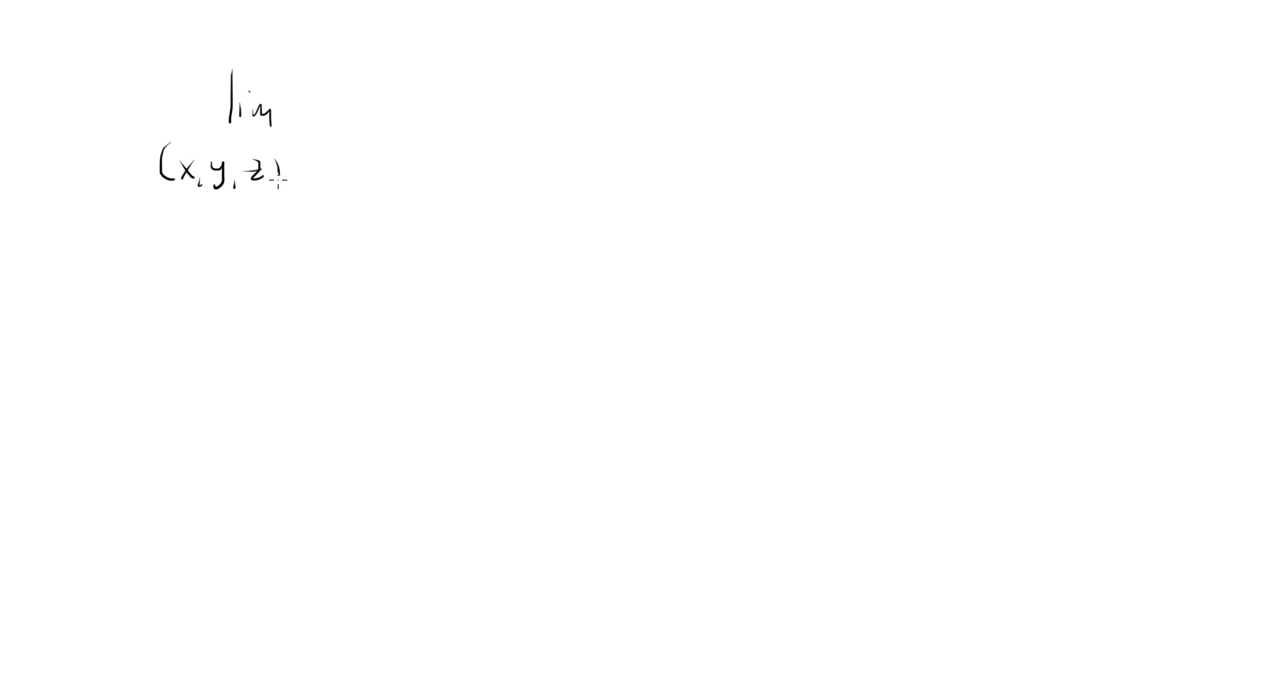 lim
(x, y, z)